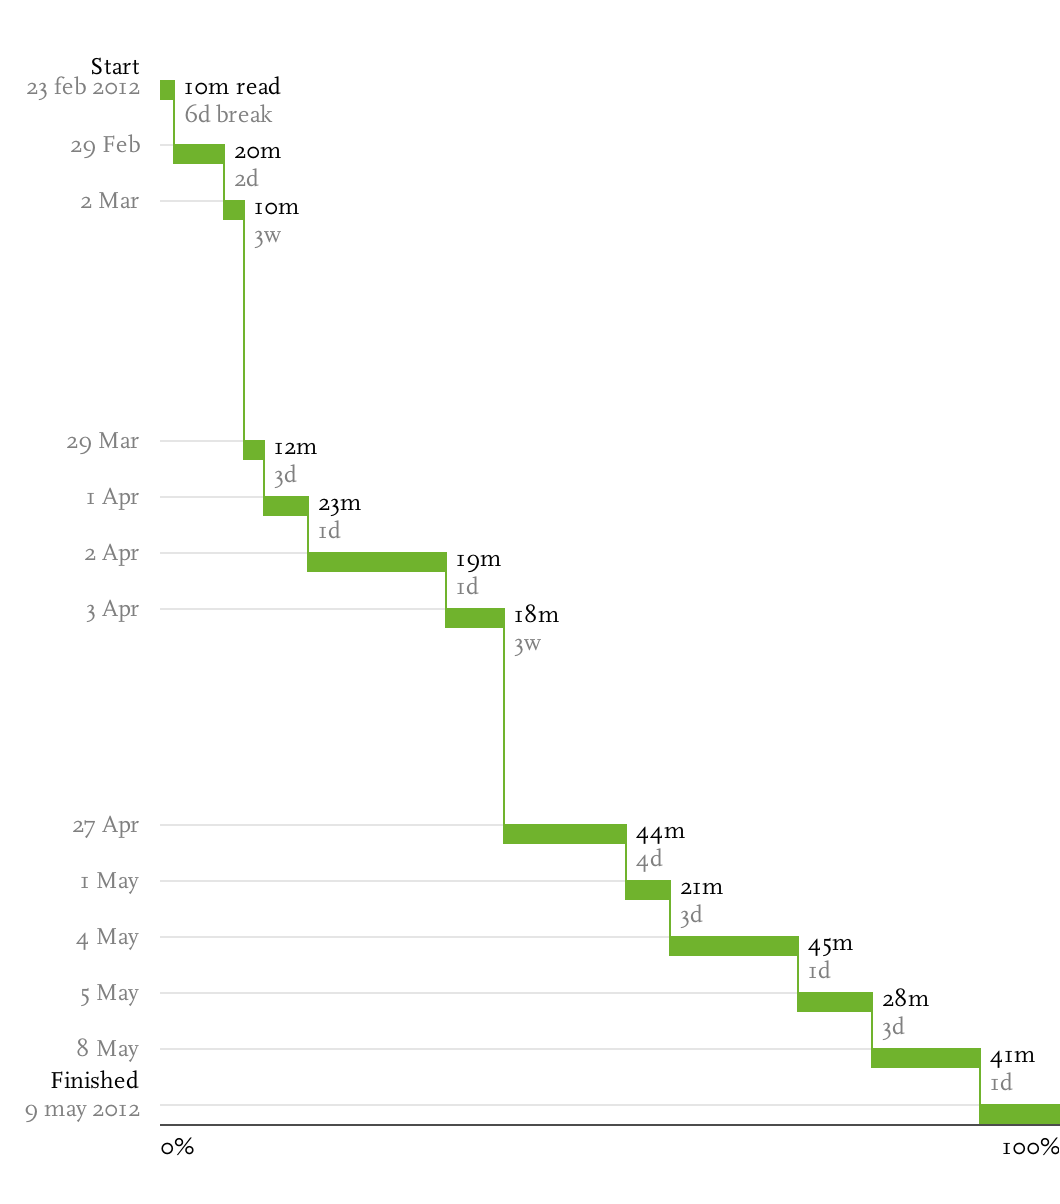 Start
23 feb 2012
10m read
6d break
29 Feb
20m
2d
2 Mar
10m
3w
29 Mar
12m
3d
1 Apr
23m
1d
2 Apr
19m
1d
3 Apr
18m
3w
27 Apr
44m
4d
1 May
21m
3d
4 May
45m
1d
5 May
28m
3d
8 May
41m
1d
Finished
9 may 2012
0%
100%